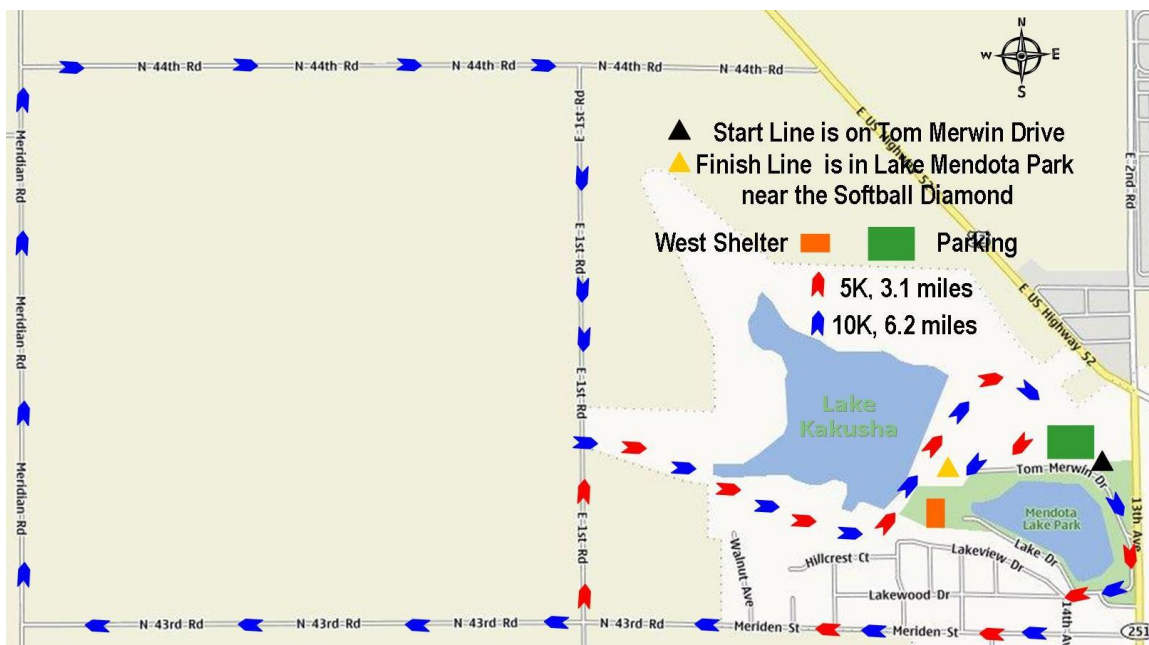 N
W E
S
N 44th Rd N 44th Rd N 44th Rd N 44th Rd
N 44th Rd
E US Highway 52
E 2nd Rd
E 1st Rd
Meridian Rd
Start Line is on Tom Merwin Drive
Finish Line is in Lake Mendota Park
near the Softball Diamond
West Shelter Parking
E 1st Rd
Meridian Rd
5K, 3.1 miles
10K, 6.2 miles
E US Highway 52
Meridian Rd
E 1st Rd
Lake
Kakusha
Meridian Rd
Tom Merwin Dr
13th Ave
Mendota
Lake Park
E 1st Rd
Walnut Ave
Hillcrest Ct
Lakeview Dr
Lake Dr
Lakewood Dr
N 43rd Rd N 43rd Rd N 43rd Rd N 43rd Rd
Meriden St Meriden St
251